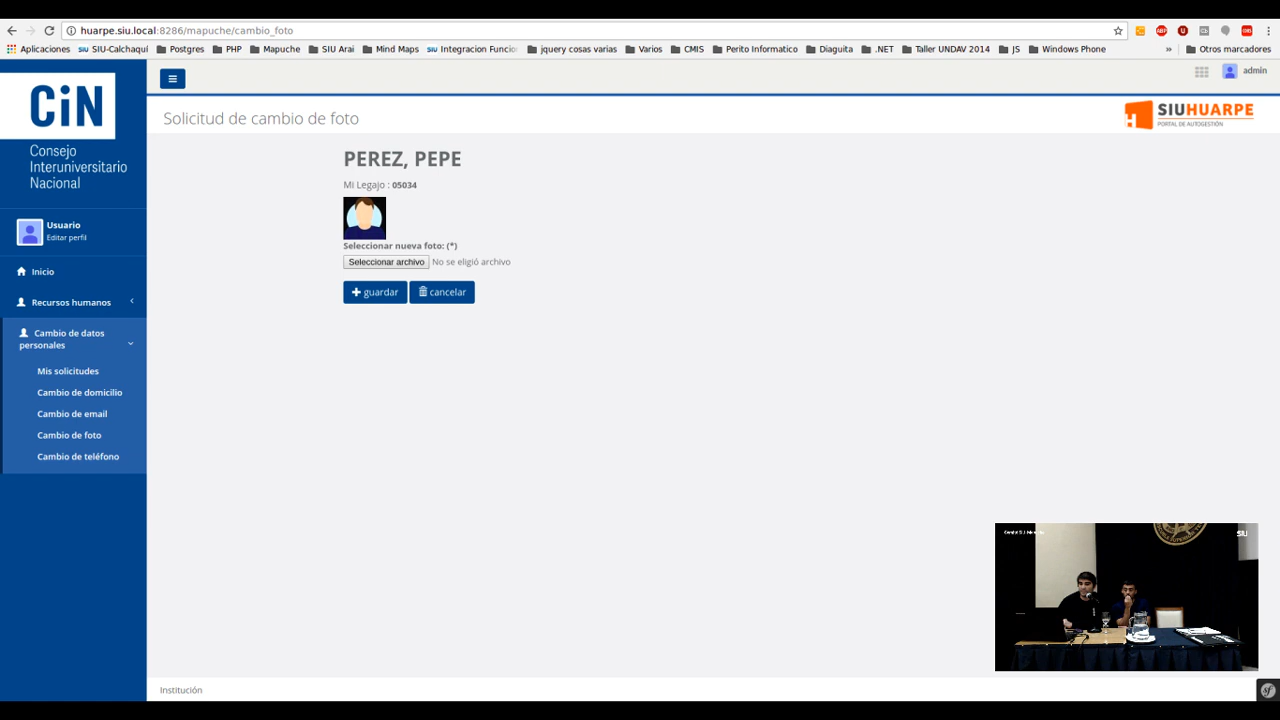 huarpe.siu.local:8286/mapuche/cambio_foto
Aplicaciones SIU SIU-Calchaquí Postgres PHP Mapuche SIU Arai Mind Maps SIU Integracion Funcio jquery cosas varias Varios CMIS Perito Informatico Diaguita .NET Taller UNDAV 2014 JS Windows Phone » Otros marcadores
admin
CiN
Consejo
Interuniversitario
Nacional
Usuario
Editar perfil
Inicio
Recursos humanos
Cambio de datos
personales
Mis solicitudes
Cambio de domicilio
Cambio de email
Cambio de foto
Cambio de teléfono
Solicitud de cambio de foto
SIUHUARPE
PORTAL DE AUTOGESTIÓN
PEREZ, PEPE
Mi Legajo : 05034
Seleccionar nueva foto: (*)
Seleccionar archivo No se eligió archivo
guardar cancelar
SIU
Institución